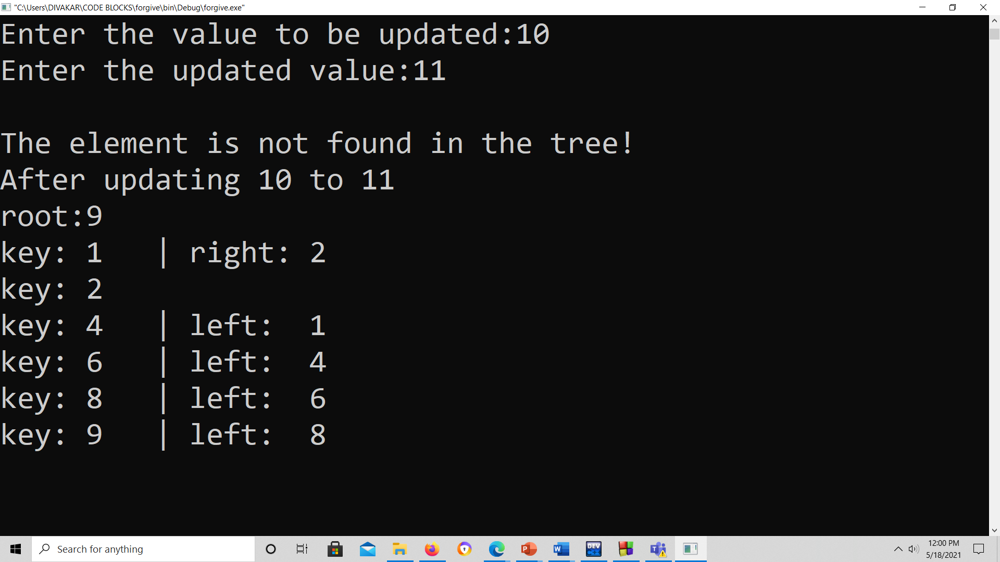 "C:\Users\DIVAKAR\CODE BLOCKS\forgive\bin\Debug\forgive.exe"
Enter the value to be updated:10
Enter the updated value:11
The element is not found in the tree!
After updating 10 to 11
root:9
key: 1 | right: 2
key: 2
key: 4 | left: 1
key: 6 | left: 4
key: 8 | left: 6
key: 9 | left: 8
Search for anything
P
W
DEV
C++
T
12:00 PM
5/18/2021